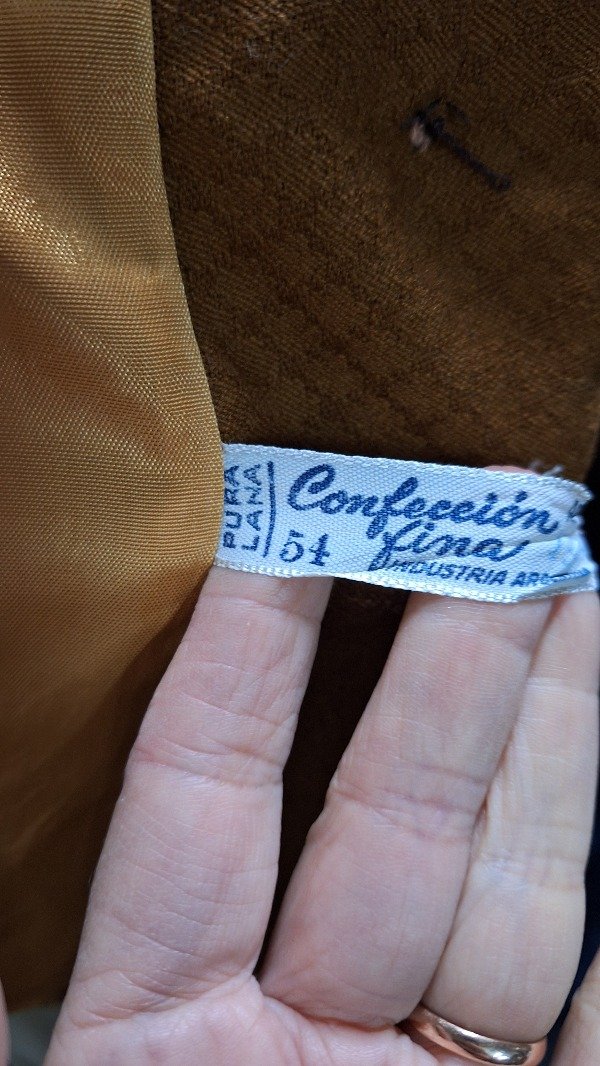 PURA
LANA
Confección
fina
54
INDUSTRIA